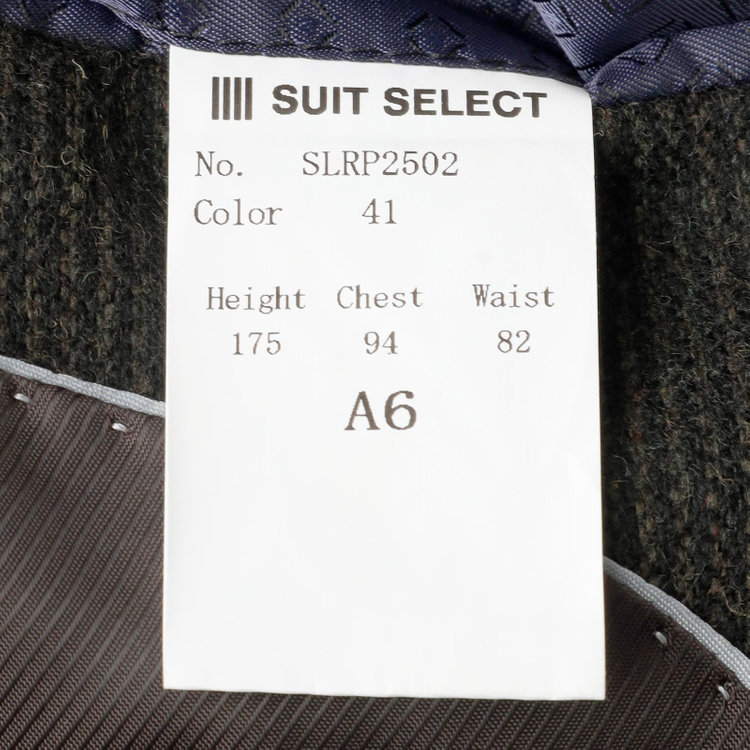 SUIT SELECT
No. SLRP2502
Color 41
Height Chest Waist
175 94 82
A6